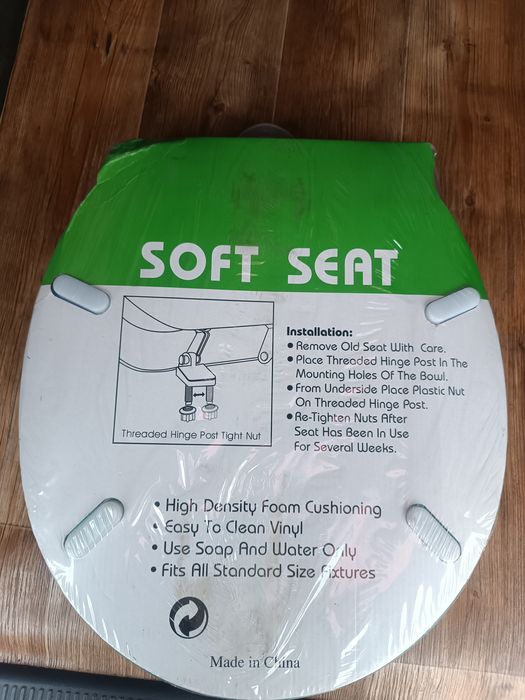 SOFT SEAT
Installation:
• Remove Old Seat With Care.
• Place Threaded Hinge Post In The
Mounting Holes Of The Bowl.
• From Underside Place Plastic Nut
On Threaded Hinge Post.
• Re-Tighten Nuts After
Seat Has Been In Use
For Several Weeks.
Threaded Hinge Post Tight Nut
• High Density Foam Cushioning
• Easy To Clean Vinyl
• Use Soap And Water Only
• Fits All Standard Size Fixtures
Made in China